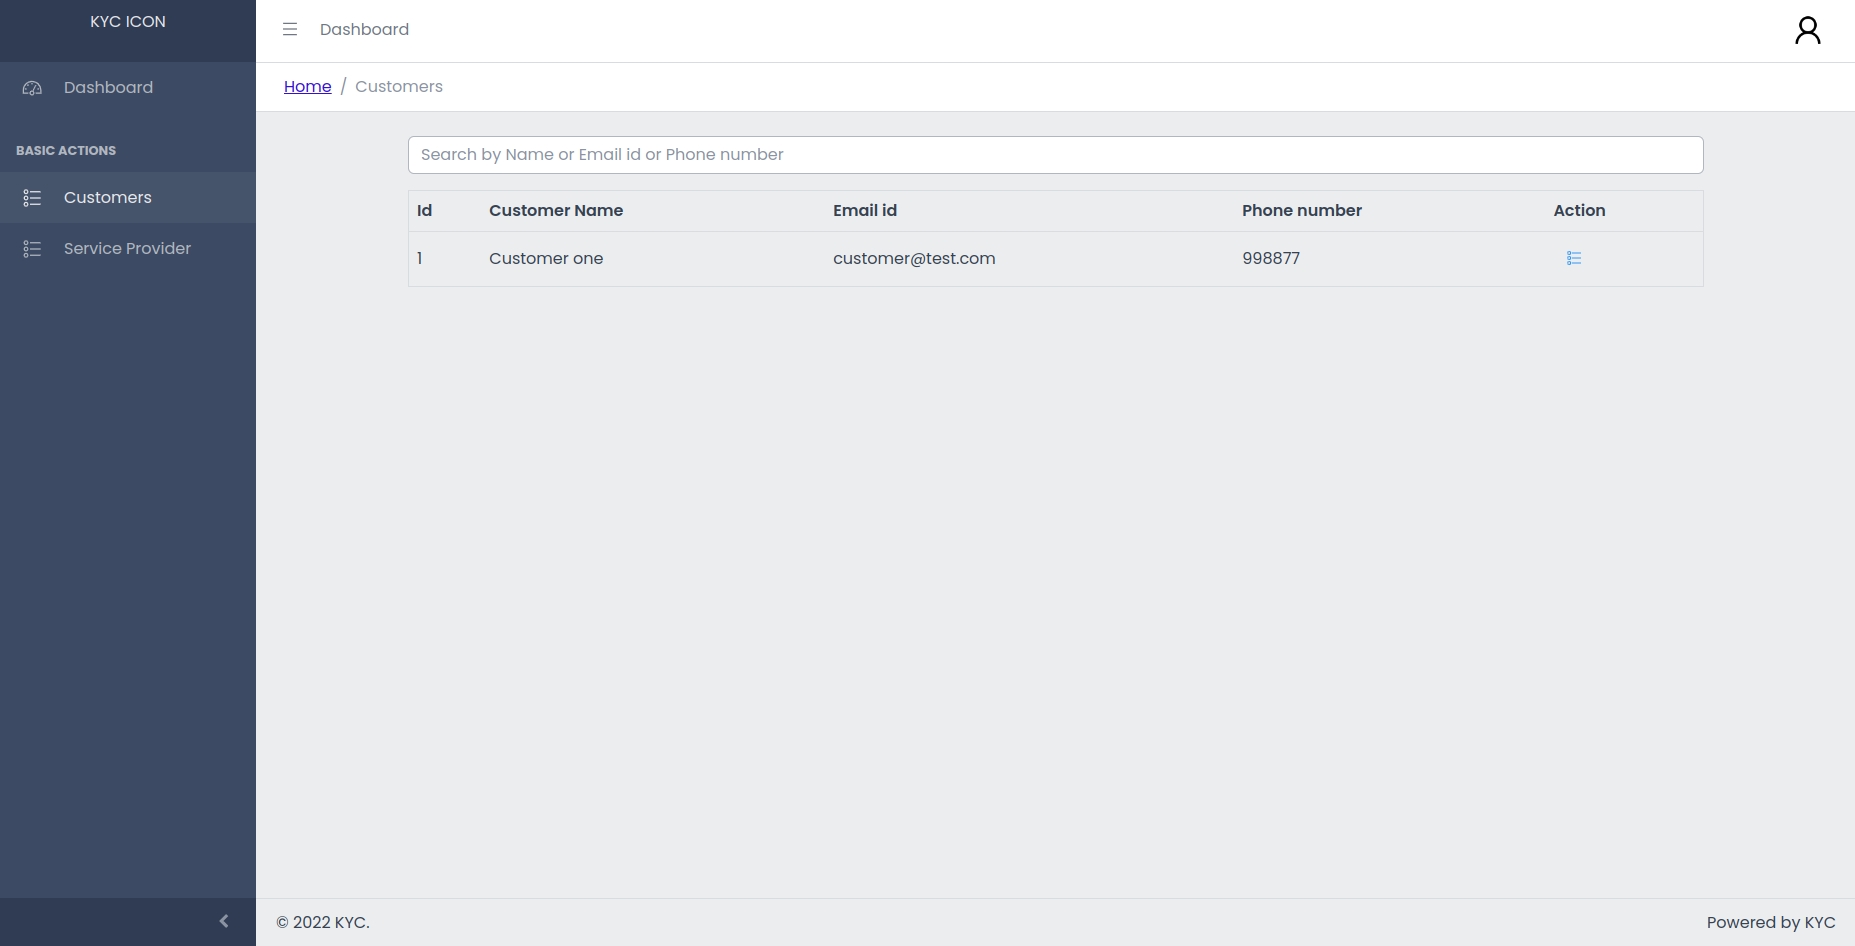 KYC ICON
Dashboard
BASIC ACTIONS
Customers
Service Provider
Dashboard
Home / Customers
Search by Name or Email id or Phone number
Id Customer Name Email id Phone number Action
1 Customer one customer@test.com 998877
© 2022 KYC.
Powered by KYC